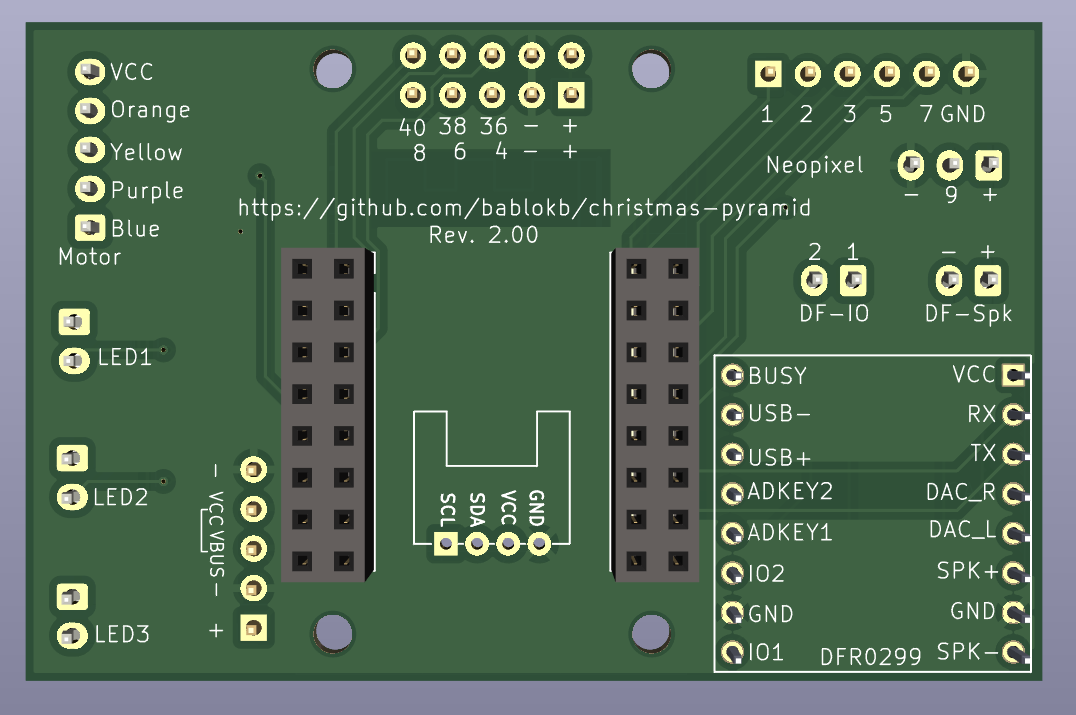 VCC
Orange
Yellow
Purple
Blue
Motor
40 38 36 - +
8 6 4 - +
1 2 3 5 7 GND
Neopixel
- 9 +
https://github.com/bablokb/christmas-pyramid
Rev. 2.00
2 1
DF-IO
- +
DF-Spk
LED1
LED2
LED3
-
VCC VBUS
-
+
SCL SDA VCC GND
BUSY VCC
USB- RX
USB+ TX
ADKEY2 DAC_R
ADKEY1 DAC_L
IO2 SPK+
GND GND
IO1 DFR0299 SPK-